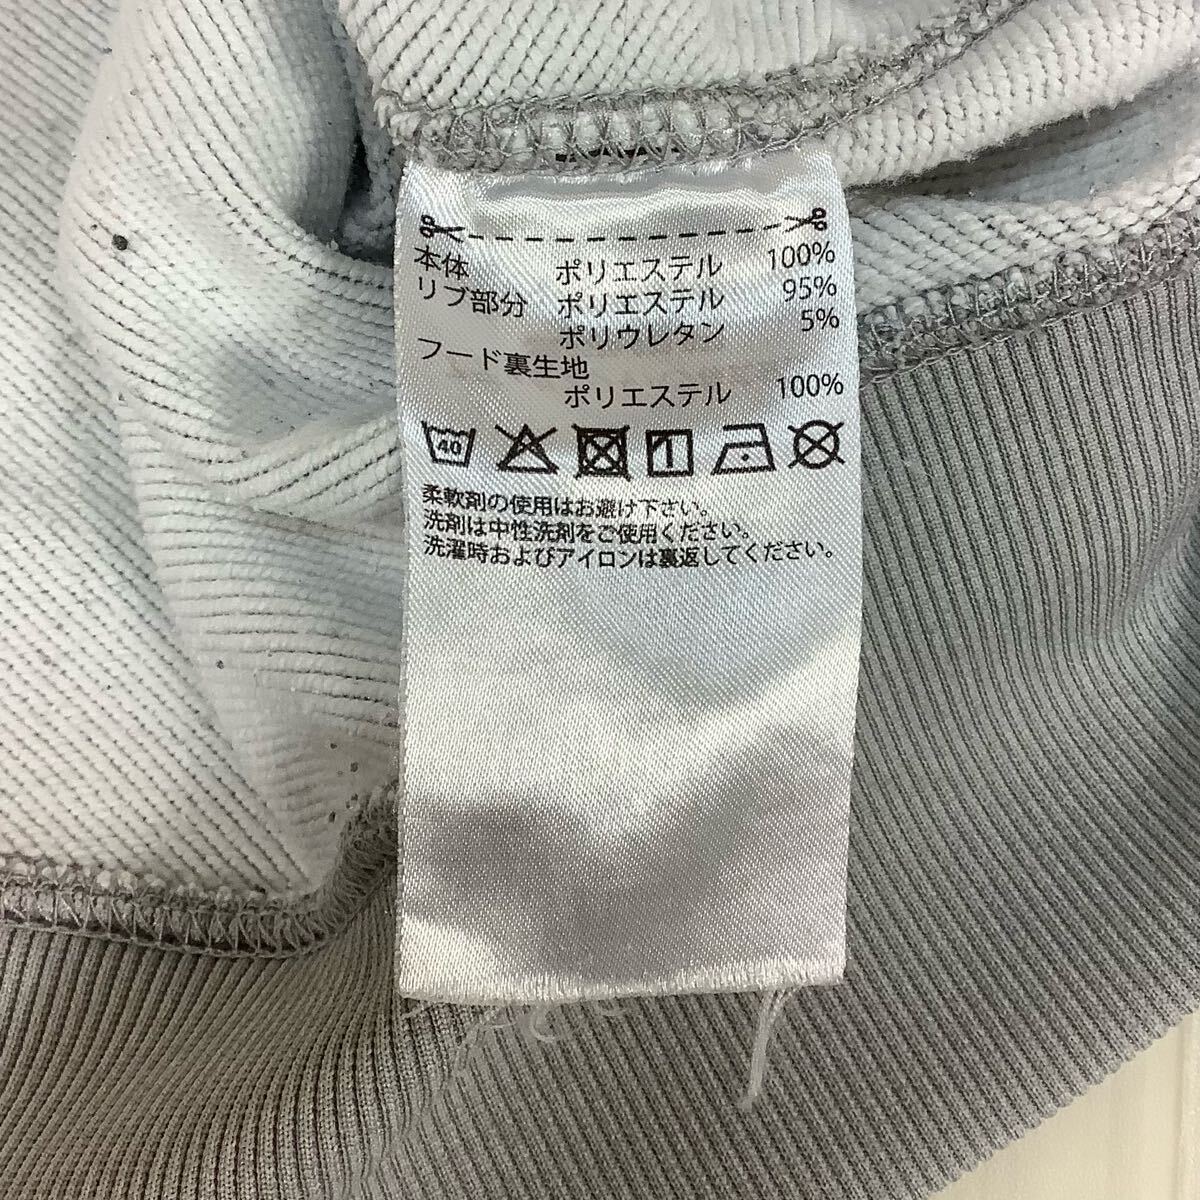 本体 ポリエステル 100%
リブ部分 ポリエステル 95%
ポリウレタン 5%
フード裏生地
ポリエステル 100%
40
柔軟剤の使用はお避け下さい。
洗剤は中性洗剤をご使用ください。
洗濯時およびアイロンは裏返してください。